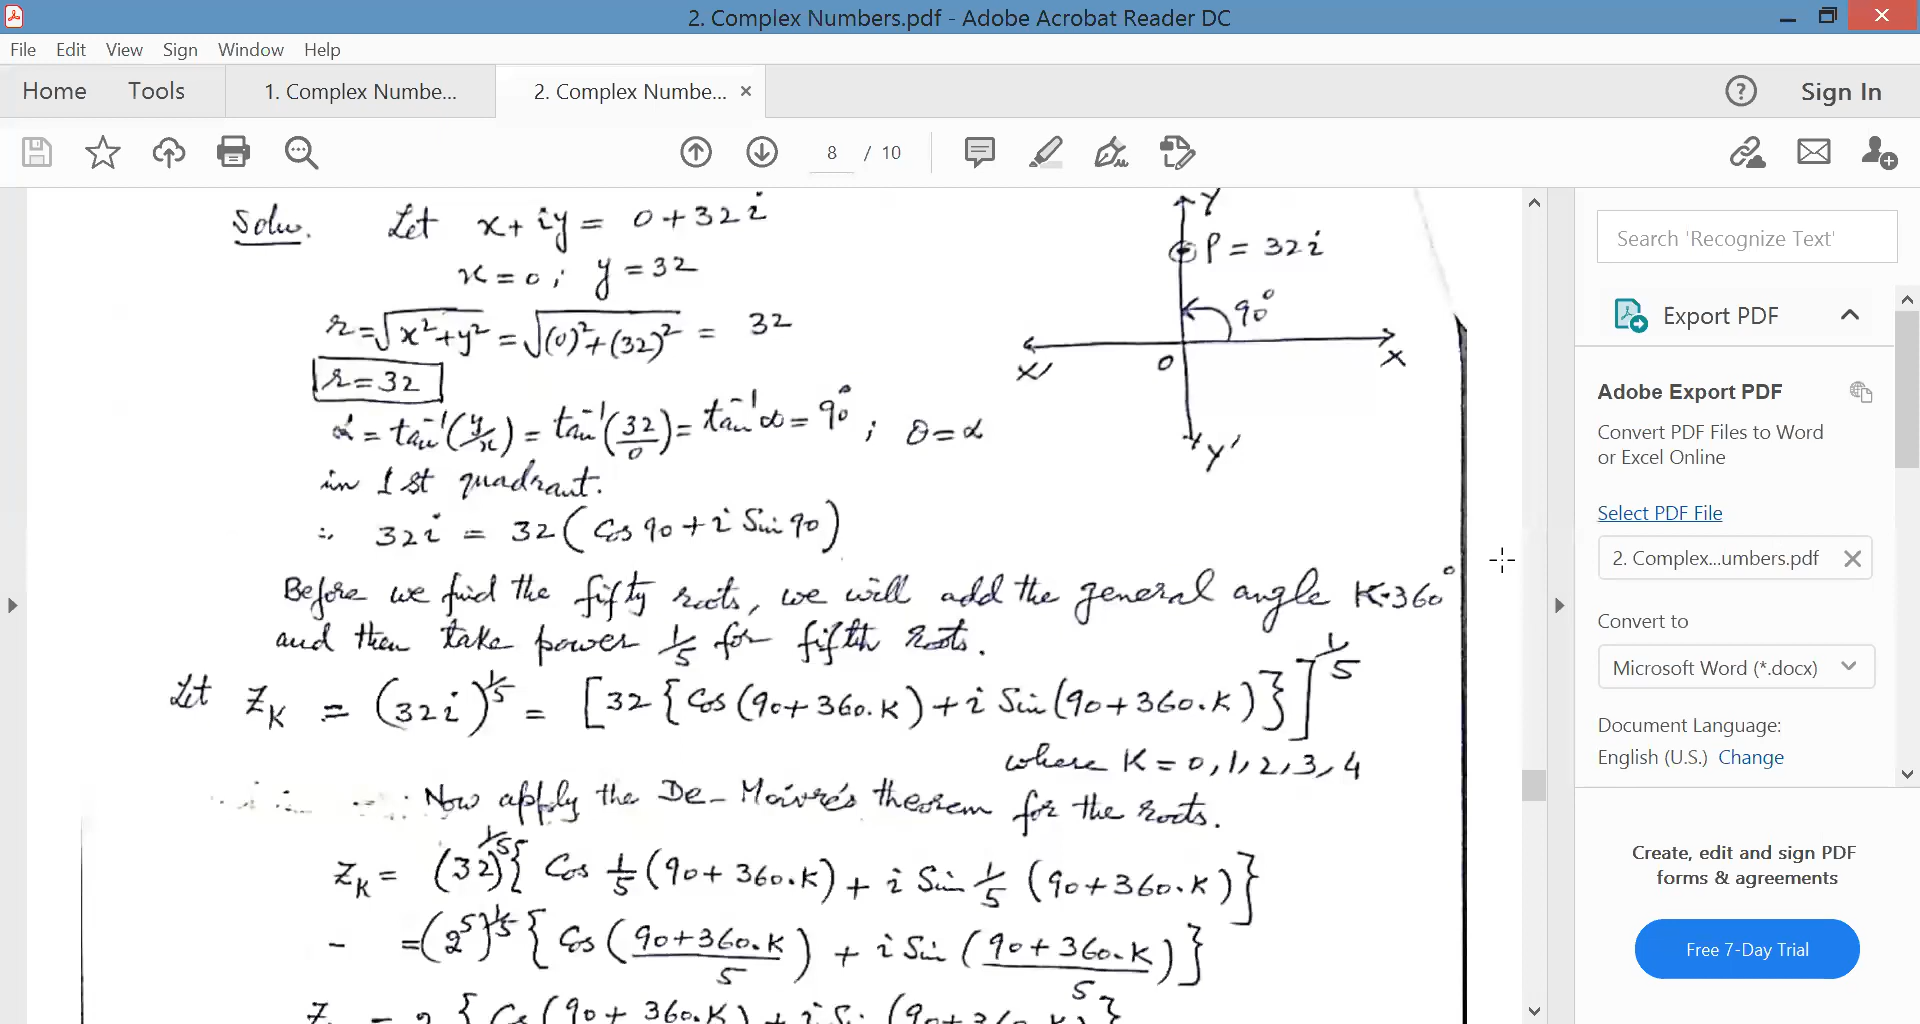 2. Complex Numbers.pdf - Adobe Acrobat Reader DC
File Edit View Sign Window Help
Home Tools 1. Complex Numbe... 2. Complex Numbe... × Sign In
8 / 10
Soln. Let x + iy = 0 + 32i
x = 0 ; y = 32
r = √x²+y² = √(0)²+(32)² = 32
r = 32
α = tan⁻¹(y/x) = tan⁻¹(32/0) = tan⁻¹∞ = 90° ; θ = α
in 1st quadrant.
∴ 32i = 32(Cos 90 + i Sin 90)
Y
P = 32i
90°
X' O X
Y'
Before we find the fifty roots, we will add the general angle K·360°
and then take power 1/5 for fifth roots.
Let Z_K = (32i)^1/5 = [32{Cos(90+360.K) + i Sin(90+360.K)}]^1/5
where K = 0, 1, 2, 3, 4
Now apply the De-Moivre's theorem for the roots.
Z_K = (32)^1/5{Cos 1/5(90+360.K) + i Sin 1/5(90+360.K)}
= (2^5)^1/5{Cos((90+360.K)/5) + i Sin((90+360.K)/5)}
Search 'Recognize Text'
Export PDF
Adobe Export PDF
Convert PDF Files to Word
or Excel Online
Select PDF File
2. Complex...umbers.pdf
Convert to
Microsoft Word (*.docx)
Document Language:
English (U.S.) Change
Create, edit and sign PDF
forms & agreements
Free 7-Day Trial